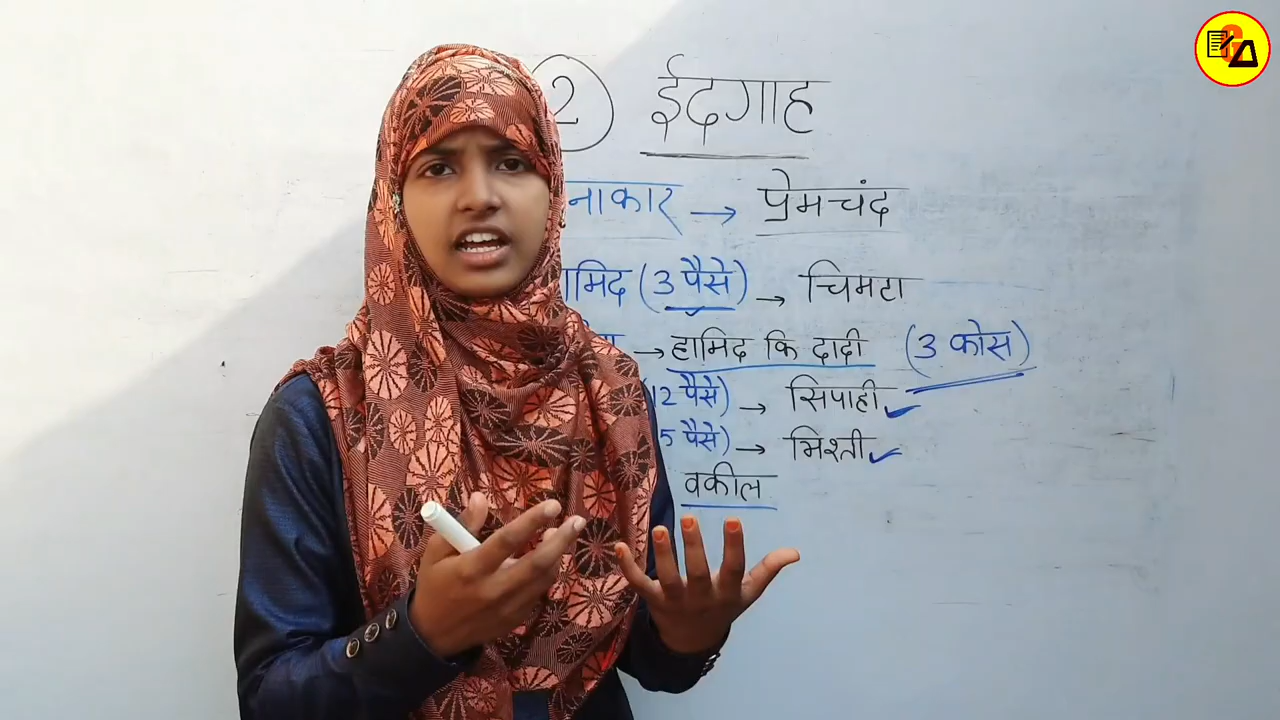 2 ईदगाह
नाकार → प्रेमचंद
ामिद (3 पैसे) → चिमटा
→ हामिद कि दादी (3 कोस)
(12 पैसे) → सिपाही
5 पैसे) → भिश्ती
वकील